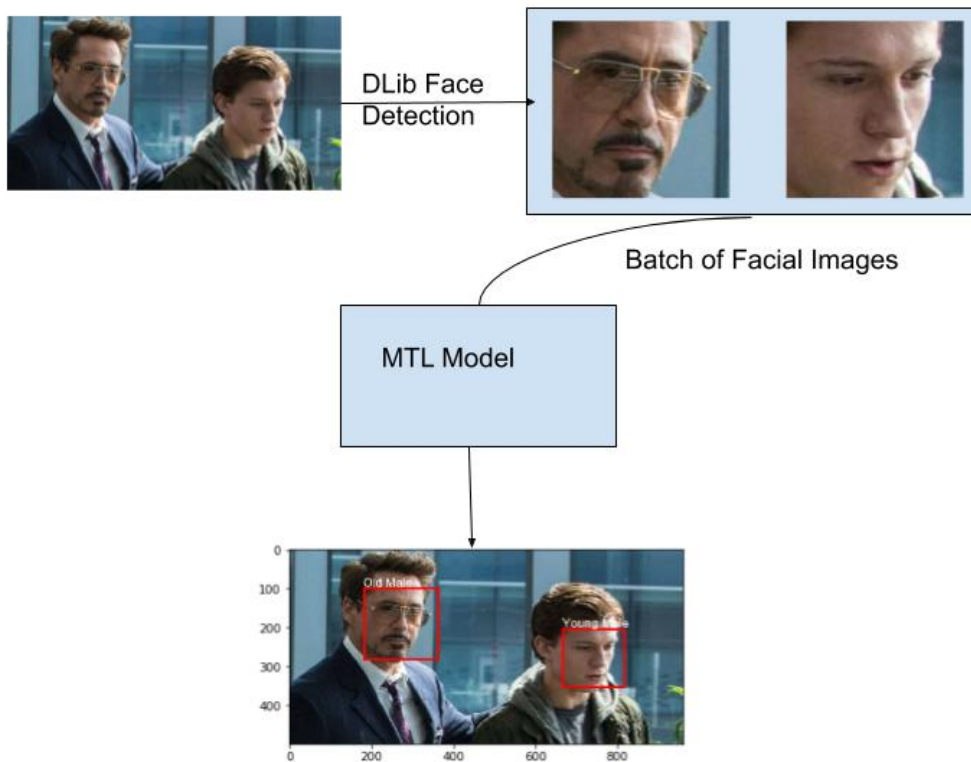 DLib Face
Detection
Batch of Facial Images
MTL Model
0
100
200
300
400
Old Male
Young Male
0
200
400
600
800